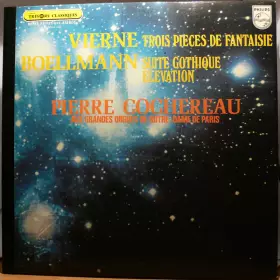 TRÉSORS CLASSIQUES
PHILIPS
VIERNE TROIS PIECES DE FANTAISIE
BOELLMANN SUITE GOTHIQUE
ELEVATION
PIERRE COCHEREAU
AUX GRANDES ORGUES DE NOTRE-DAME DE PARIS